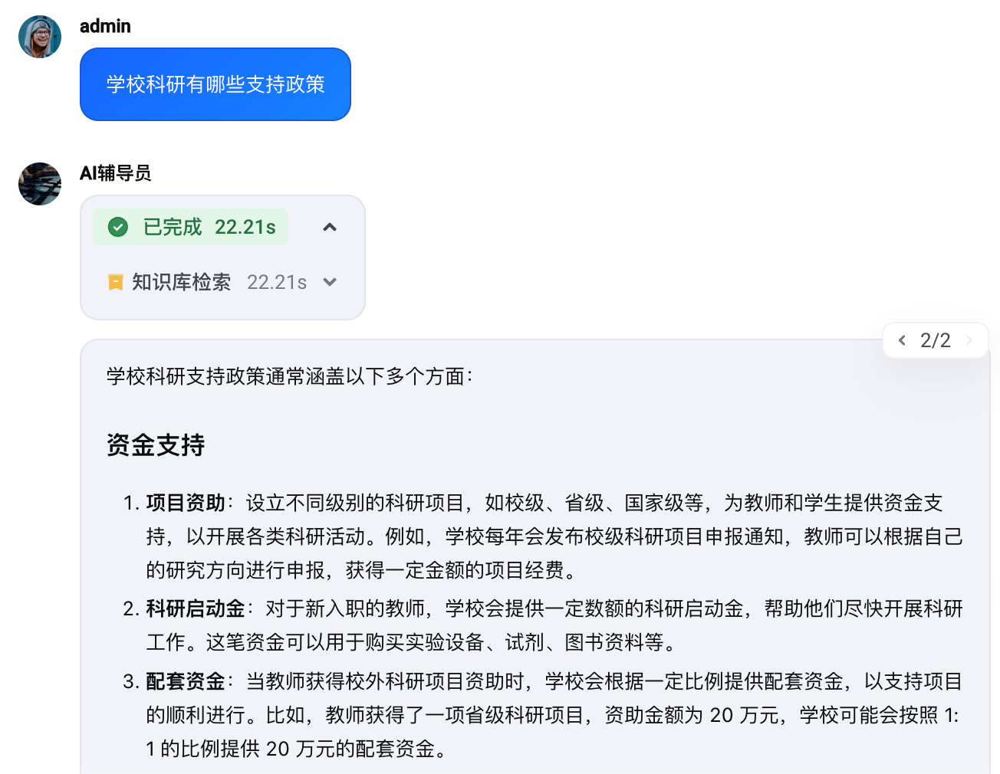 admin
学校科研有哪些支持政策
AI辅导员
已完成 22.21s
知识库检索 22.21s
2/2
学校科研支持政策通常涵盖以下多个方面：
资金支持
1. 项目资助：设立不同级别的科研项目，如校级、省级、国家级等，为教师和学生提供资金支
持，以开展各类科研活动。例如，学校每年会发布校级科研项目申报通知，教师可以根据自己
的研究方向进行申报，获得一定金额的项目经费。
2. 科研启动金：对于新入职的教师，学校会提供一定数额的科研启动金，帮助他们尽快开展科研
工作。这笔资金可以用于购买实验设备、试剂、图书资料等。
3. 配套资金：当教师获得校外科研项目资助时，学校会根据一定比例提供配套资金，以支持项目
的顺利进行。比如，教师获得了一项省级科研项目，资助金额为 20 万元，学校可能会按照 1:
1 的比例提供 20 万元的配套资金。